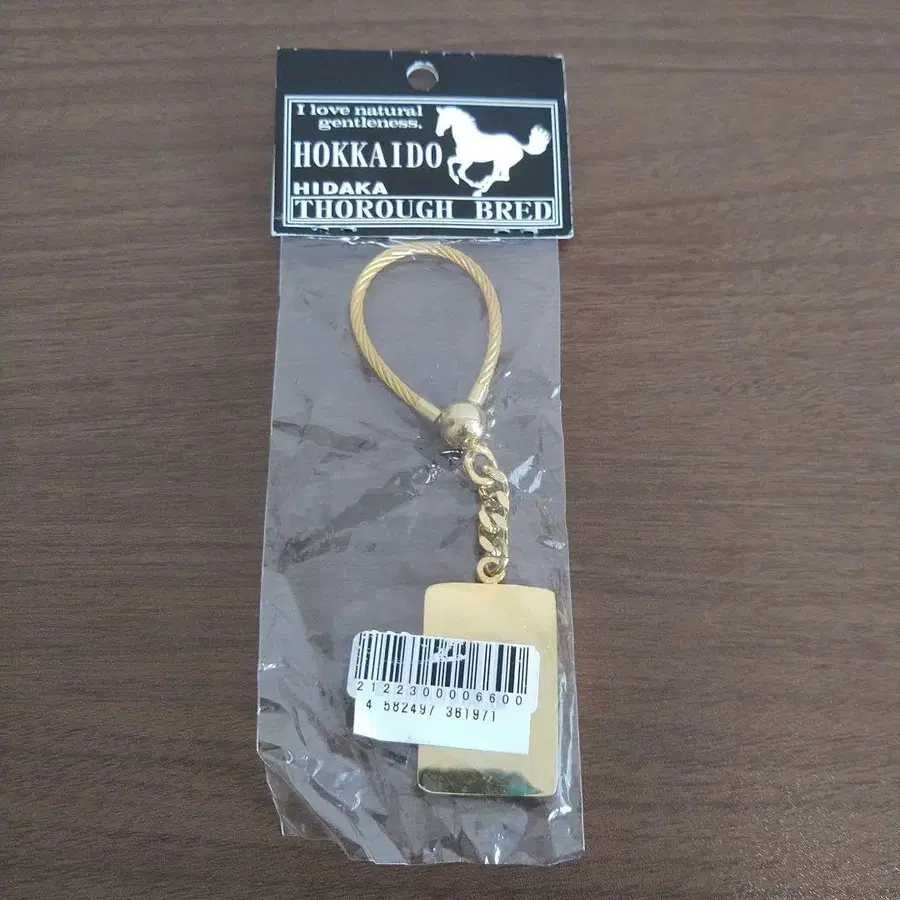 I love natural
gentleness.
HOKKAIDO
HIDAKA
THOROUGH BRED
2122300006600
4 582497 361971